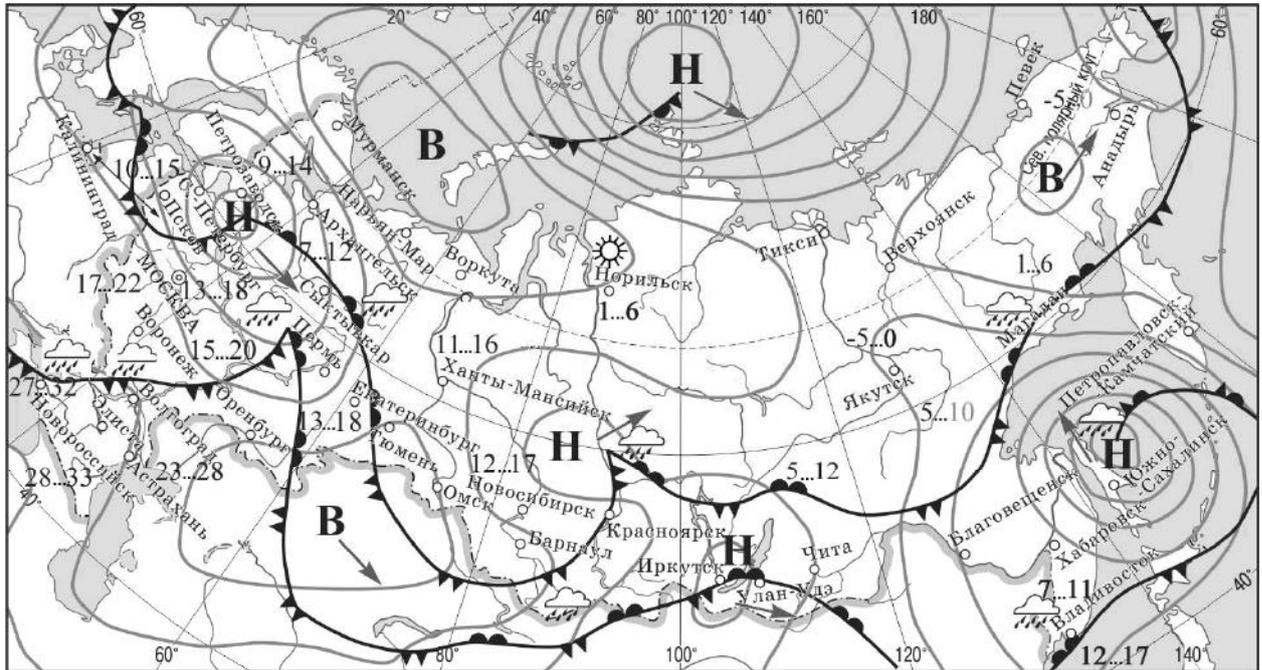 20°
40°
60°
80°
100°
120°
140°
160°
180°
60°
60°
Н
В
Певек
-5...0
Сев. полярный круг
Анадырь
В
Мурманск
Петрозаводск
9...14
Калининград
10...15
Псков
С.-Петербург
Н
Нарьян-Мар
Архангельск
7...12
Воркута
Норильск
1...6
Тикси
Верхоянск
1...6
Магадан
17...22
МОСКВА
13...18
Сыктывкар
Воронеж
15...20
Пермь
11...16
Ханты-Мансийск
-5...0
Якутск
5...10
Петропавловск-
Камчатский
27...32
Новороссийск
Элиста
Волгоград
Оренбург
Екатеринбург
13...18
Тюмень
Н
Н
Южно-
Сахалинск
28...33
Астрахань
23...28
12...17
Омск
Новосибирск
5...12
40°
В
Барнаул
Красноярск
Н
Иркутск
Улан-Удэ
Чита
Благовещенск
Хабаровск
7...11
Владивосток
12...17
40°
60°
80°
100°
120°
140°